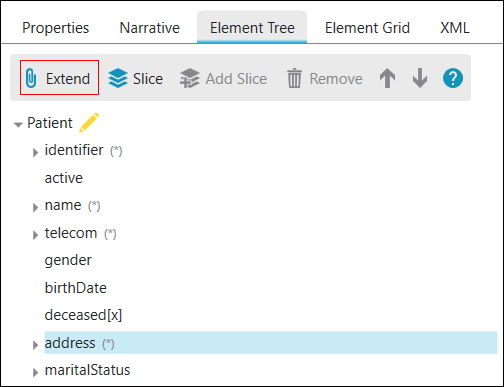 Properties Narrative Element Tree Element Grid XML
Extend Slice Add Slice Remove ?
Patient
identifier (*)
active
name (*)
telecom (*)
gender
birthDate
deceased[x]
address (*)
maritalStatus